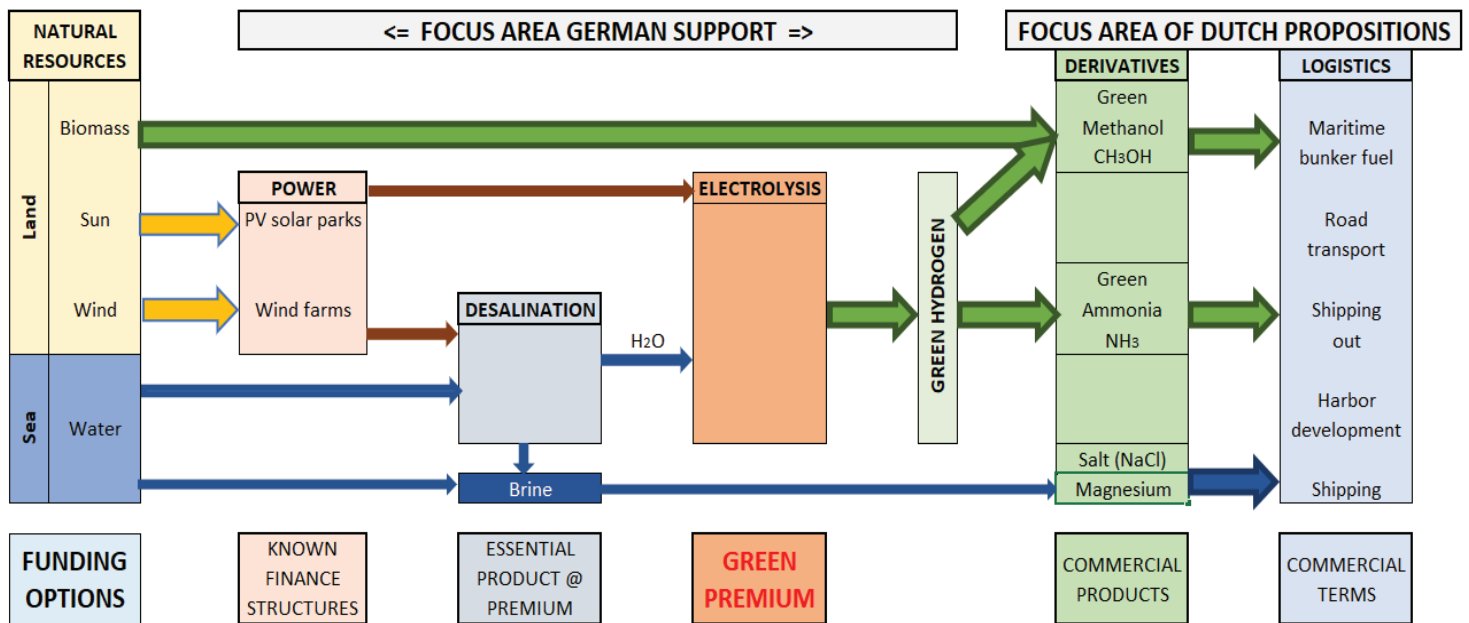 NATURAL
RESOURCES
<= FOCUS AREA GERMAN SUPPORT =>
FOCUS AREA OF DUTCH PROPOSITIONS
DERIVATIVES
LOGISTICS
Land
Biomass
Sun
Wind
Sea
Water
POWER
PV solar parks
Wind farms
DESALINATION
H₂O
Brine
ELECTROLYSIS
GREEN HYDROGEN
Green
Methanol
CH₃OH
Green
Ammonia
NH₃
Salt (NaCl)
Magnesium
Maritime
bunker fuel
Road
transport
Shipping
out
Harbor
development
Shipping
FUNDING
OPTIONS
KNOWN
FINANCE
STRUCTURES
ESSENTIAL
PRODUCT @
PREMIUM
GREEN
PREMIUM
COMMERCIAL
PRODUCTS
COMMERCIAL
TERMS